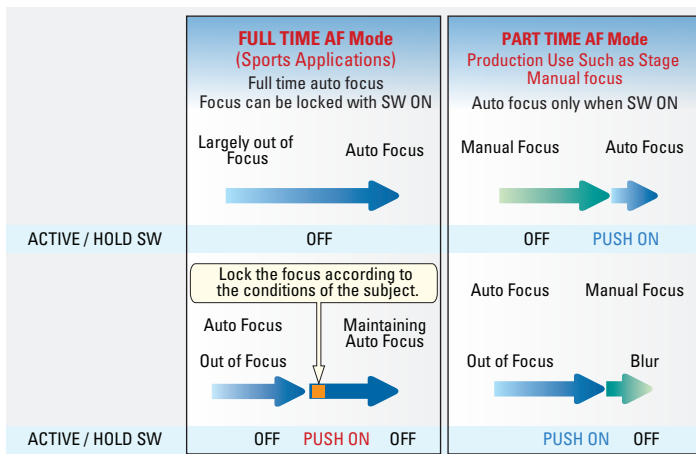 FULL TIME AF Mode
(Sports Applications)
Full time auto focus
Focus can be locked with SW ON
Largely out of
Focus
Auto Focus
PART TIME AF Mode
Production Use Such as Stage
Manual focus
Auto focus only when SW ON
Manual Focus
Auto Focus
ACTIVE / HOLD SW
OFF
OFF
PUSH ON
Lock the focus according to
the conditions of the subject.
Auto Focus
Out of Focus
Maintaining
Auto Focus
Auto Focus
Manual Focus
Out of Focus
Blur
ACTIVE / HOLD SW
OFF
PUSH ON
OFF
PUSH ON
OFF